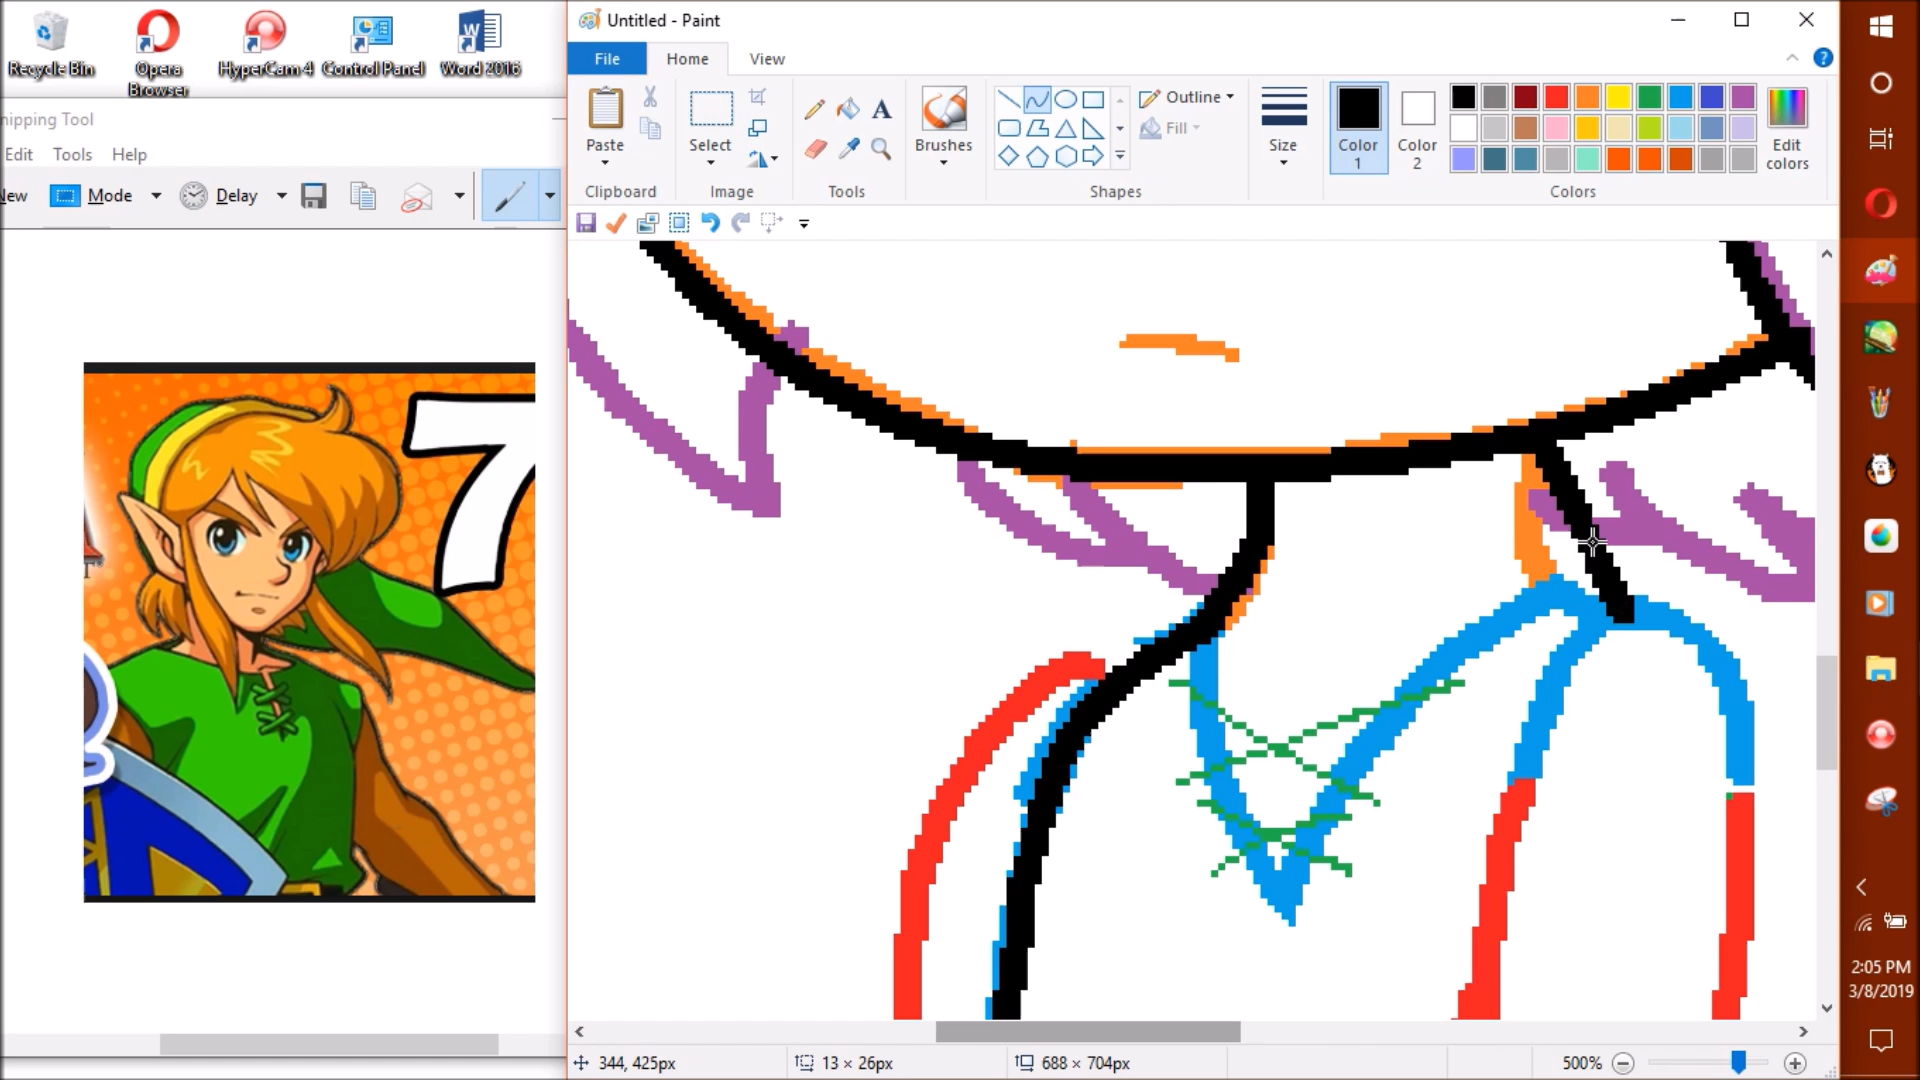 Recycle Bin
Opera Browser
HyperCam 4
Control Panel
Word 2016
nipping Tool
Edit Tools Help
New Mode Delay
7
Untitled - Paint
File Home View
Paste
Select
A
Brushes
Outline
Fill
Size
Color 1
Color 2
Edit colors
Clipboard Image Tools Shapes Colors
344, 425px 13 × 26px 688 × 704px 500%
2:05 PM
3/8/2019